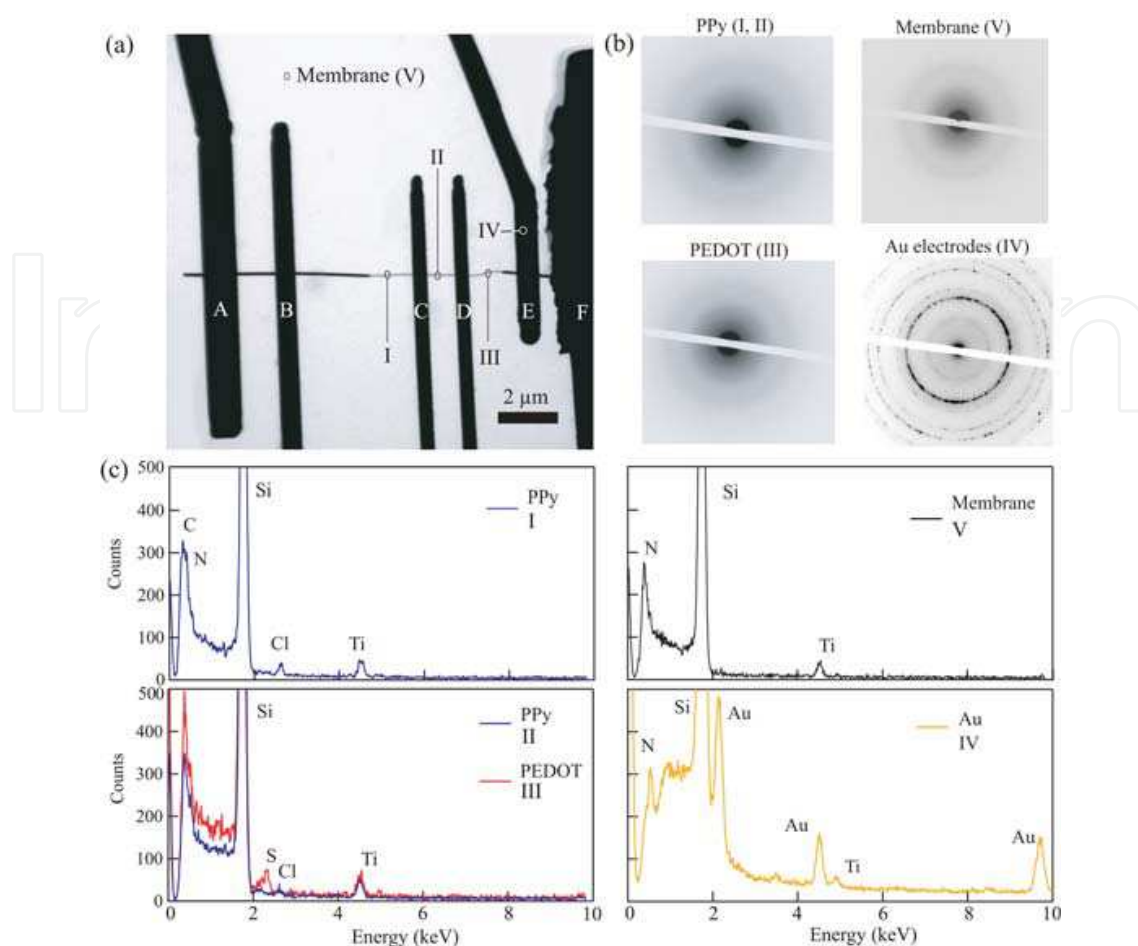 (a)
Membrane (V)
II
IV
A
B
C
D
E
F
I
III
2 µm
(b)
PPy (I, II)
Membrane (V)
PEDOT (III)
Au electrodes (IV)
(c)
500
400
300
200
100
0
Counts
Si
C
N
Cl
Ti
PPy
I
Si
N
Ti
Membrane
V
500
400
300
200
100
0
Counts
Si
S
Cl
Ti
PPy
II
PEDOT
III
0 2 4 6 8 10
Energy (keV)
N
Si
Au
Au
Ti
Au
Au
IV
0 2 4 6 8 10
Energy (keV)